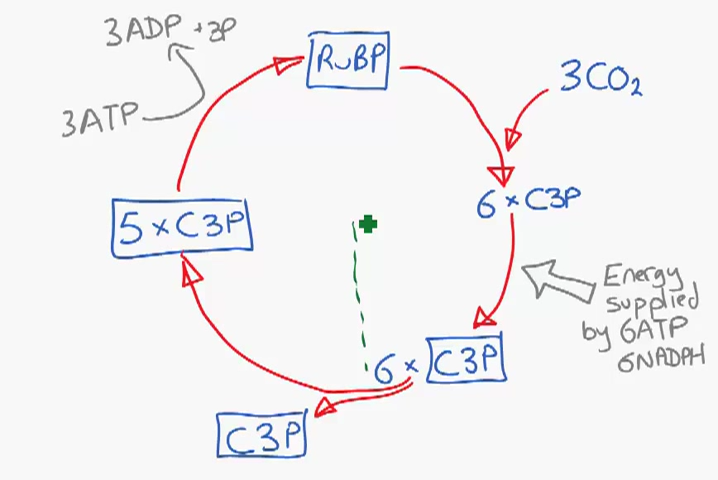 3ADP + 3P
3ATP
RuBP
3CO2
6 × C3P
Energy
supplied
by 6ATP
6NADPH
6 × C3P
C3P
5 × C3P